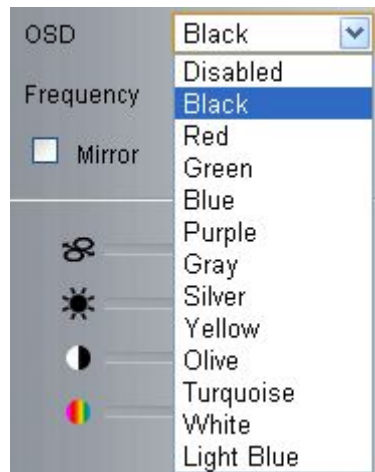 OSD Black
Disabled
Frequency
Black
Red
Mirror
Green
Blue
Purple
Gray
Silver
Yellow
Olive
Turquoise
White
Light Blue